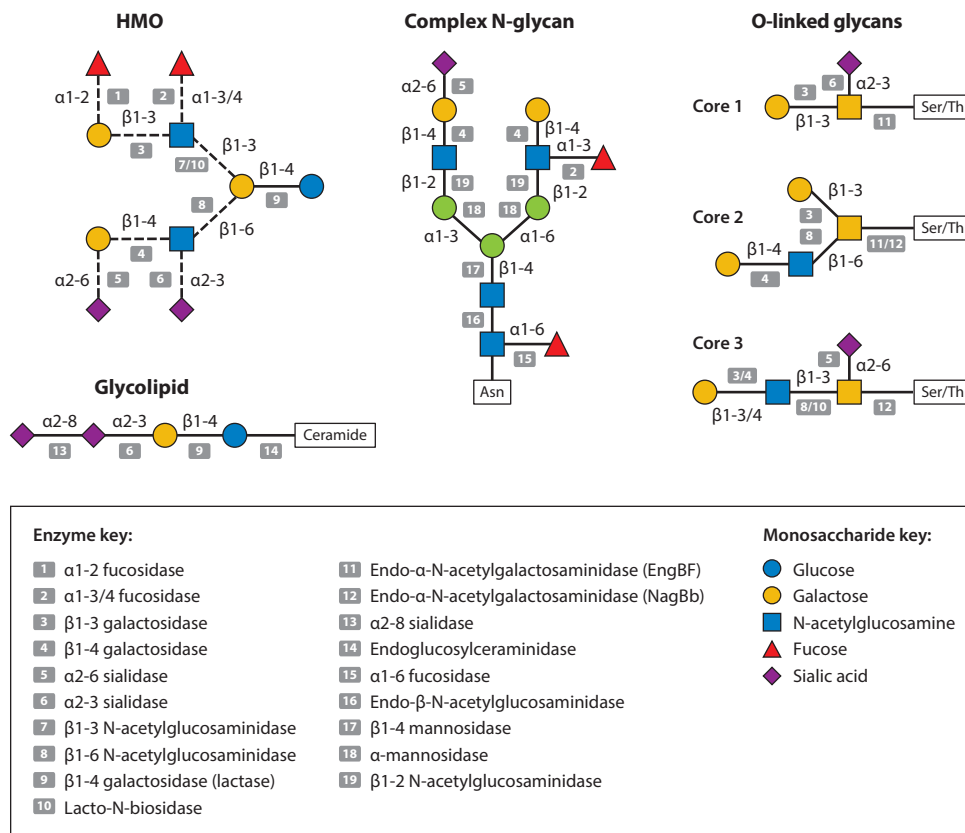 HMO
α1-2
1
2
α1-3/4
β1-3
3
7/10
β1-3
β1-4
9
8
β1-4
4
β1-6
α2-6
5
6
α2-3
Glycolipid
α2-8
α2-3
β1-4
13
6
9
14
Ceramide
Complex N-glycan
α2-6
5
β1-4
4
4
β1-4
α1-3
2
β1-2
19
19
β1-2
18
18
α1-3
α1-6
17
β1-4
16
α1-6
15
Asn
O-linked glycans
Core 1
3
β1-3
6
α2-3
11
Ser/Th
Core 2
β1-3
3
8
β1-4
4
β1-6
11/12
Ser/Th
Core 3
3/4
β1-3/4
β1-3
8/10
5
α2-6
12
Ser/Th
Enzyme key:
1 α1-2 fucosidase
2 α1-3/4 fucosidase
3 β1-3 galactosidase
4 β1-4 galactosidase
5 α2-6 sialidase
6 α2-3 sialidase
7 β1-3 N-acetylglucosaminidase
8 β1-6 N-acetylglucosaminidase
9 β1-4 galactosidase (lactase)
10 Lacto-N-biosidase
11 Endo-α-N-acetylgalactosaminidase (EngBF)
12 Endo-α-N-acetylgalactosaminidase (NagBb)
13 α2-8 sialidase
14 Endoglucosylceraminidase
15 α1-6 fucosidase
16 Endo-β-N-acetylglucosaminidase
17 β1-4 mannosidase
18 α-mannosidase
19 β1-2 N-acetylglucosaminidase
Monosaccharide key:
Glucose
Galactose
N-acetylglucosamine
Fucose
Sialic acid